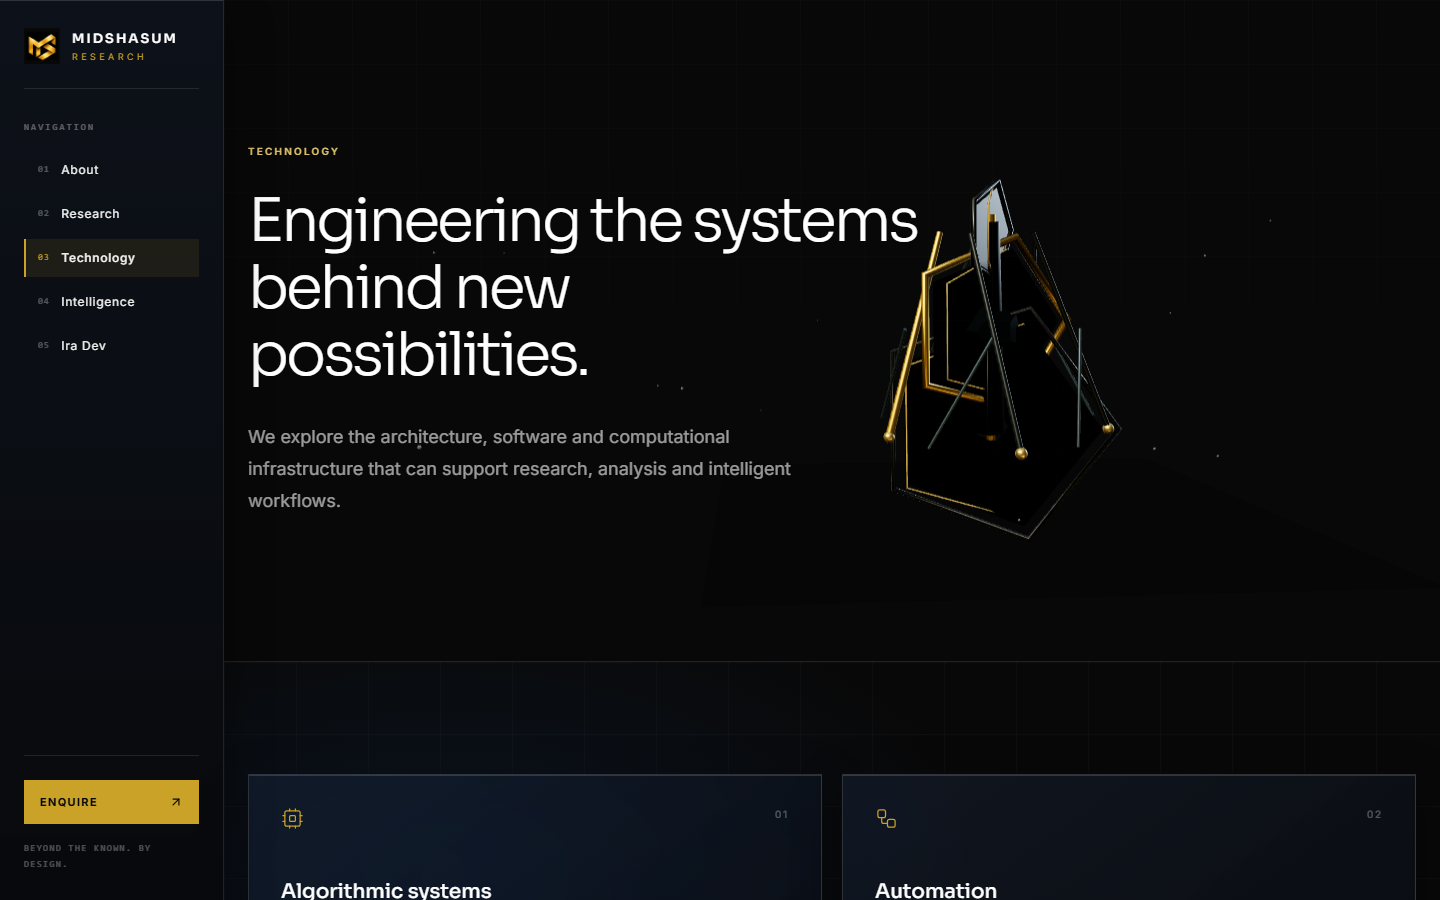 MIDSHASUM
RESEARCH
NAVIGATION
01 About
02 Research
03 Technology
04 Intelligence
05 Ira Dev
ENQUIRE
BEYOND THE KNOWN. BY
DESIGN.
TECHNOLOGY
Engineering the systems
behind new
possibilities.
We explore the architecture, software and computational
infrastructure that can support research, analysis and intelligent
workflows.
01
Algorithmic systems
02
Automation